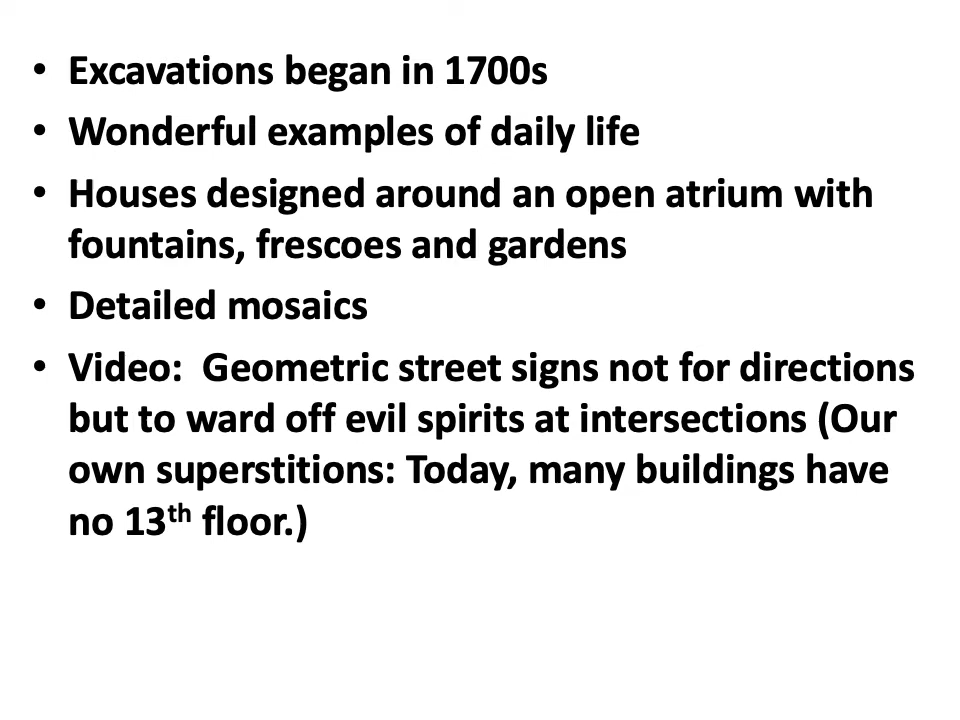 • Excavations began in 1700s
• Wonderful examples of daily life
• Houses designed around an open atrium with
fountains, frescoes and gardens
• Detailed mosaics
• Video:  Geometric street signs not for directions
but to ward off evil spirits at intersections (Our
own superstitions: Today, many buildings have
no 13th floor.)